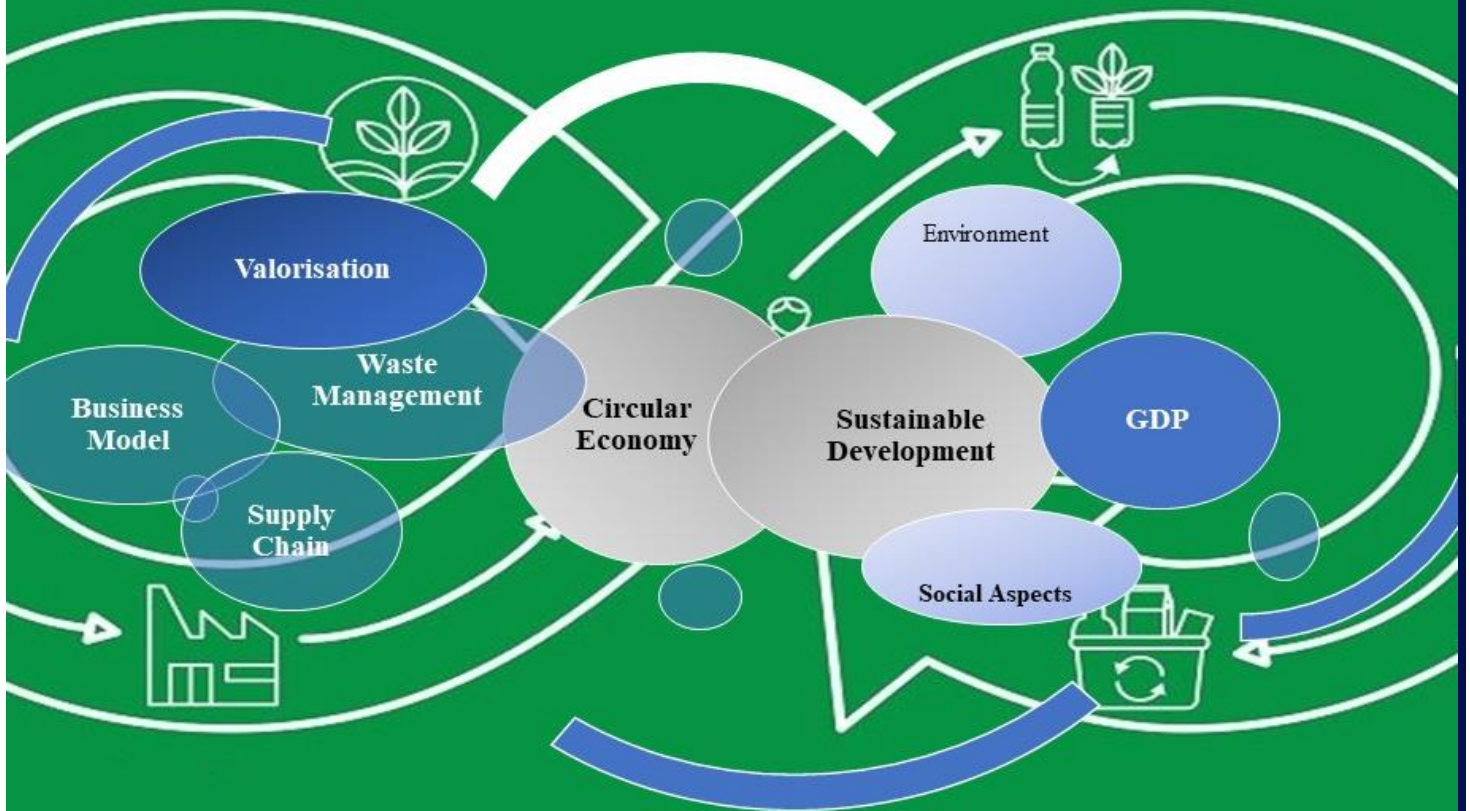 Valorisation
Waste
Management
Business
Model
Supply
Chain
Circular
Economy
Sustainable
Development
Environment
GDP
Social Aspects